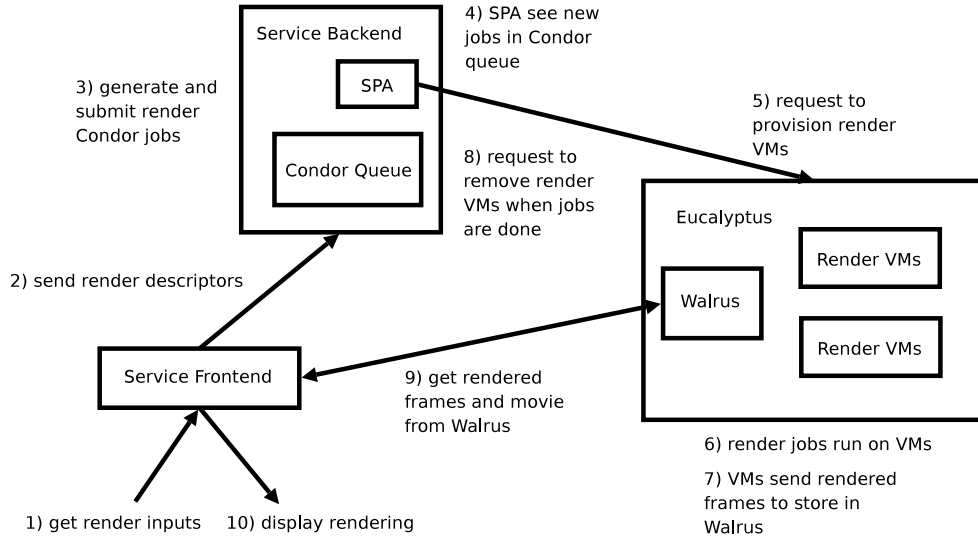 Service Backend
SPA
Condor Queue
3) generate and
submit render
Condor jobs
4) SPA see new
jobs in Condor
queue
5) request to
provision render
VMs
8) request to
remove render
VMs when jobs
are done
Eucalyptus
Render VMs
Walrus
Render VMs
2) send render descriptors
Service Frontend
9) get rendered
frames and movie
from Walrus
6) render jobs run on VMs
7) VMs send rendered
frames to store in
Walrus
1) get render inputs
10) display rendering